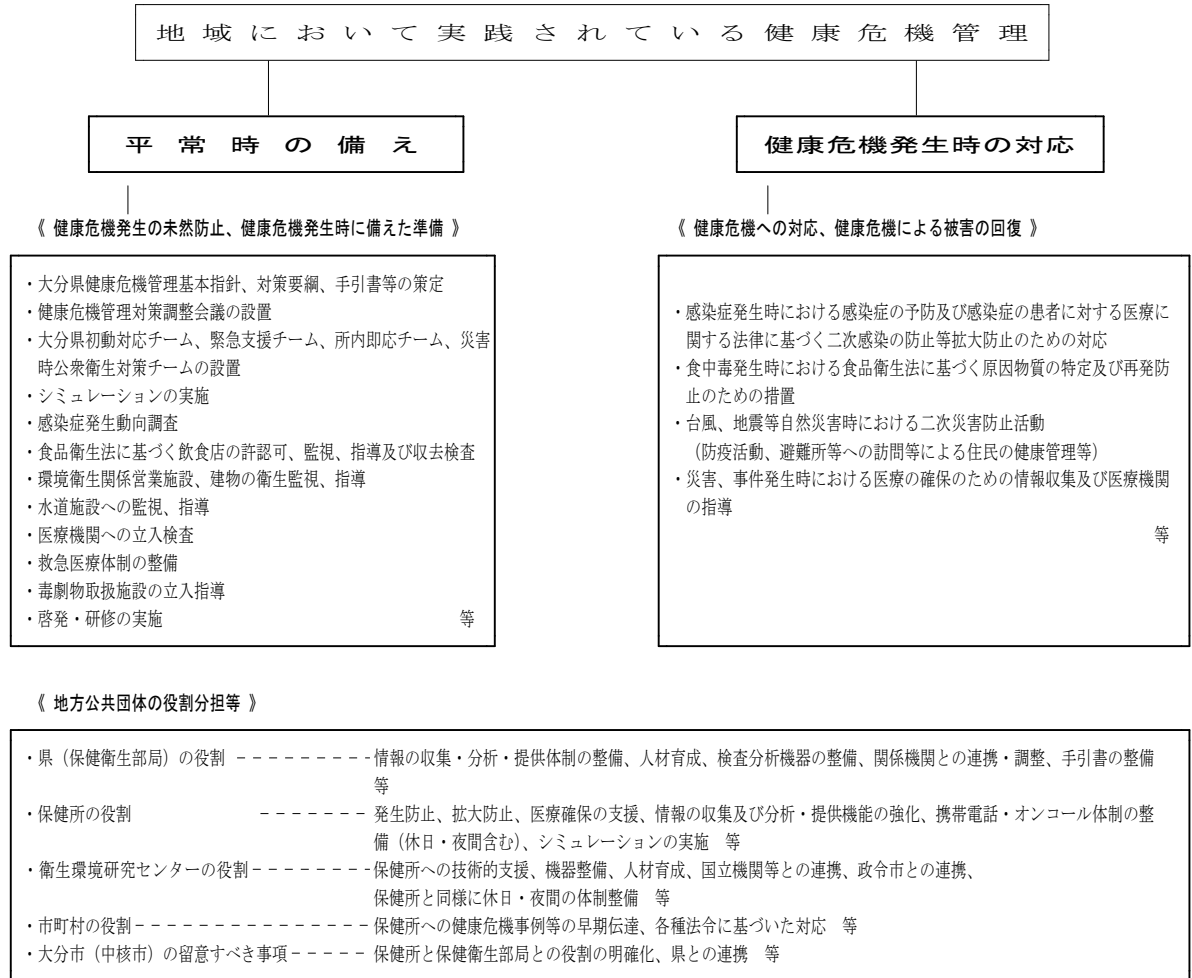 地域において実践されている健康危機管理
平常時の備え
健康危機発生時の対応
《 健康危機発生の未然防止、健康危機発生時に備えた準備 》
《 健康危機への対応、健康危機による被害の回復 》
・大分県健康危機管理基本指針、対策要綱、手引書等の策定
・健康危機管理対策調整会議の設置
・大分県初動対応チーム、緊急支援チーム、所内即応チーム、災害
時公衆衛生対策チームの設置
・シミュレーションの実施
・感染症発生動向調査
・食品衛生法に基づく飲食店の許認可、監視、指導及び収去検査
・環境衛生関係営業施設、建物の衛生監視、指導
・水道施設への監視、指導
・医療機関への立入検査
・救急医療体制の整備
・毒劇物取扱施設の立入指導
・啓発・研修の実施 等
・感染症発生時における感染症の予防及び感染症の患者に対する医療に
関する法律に基づく二次感染の防止等拡大防止のための対応
・食中毒発生時における食品衛生法に基づく原因物質の特定及び再発防
止のための措置
・台風、地震等自然災害時における二次災害防止活動
（防疫活動、避難所等への訪問等による住民の健康管理等）
・災害、事件発生時における医療の確保のための情報収集及び医療機関
の指導
等
《 地方公共団体の役割分担等 》
・県（保健衛生部局）の役割 ---------情報の収集・分析・提供体制の整備、人材育成、検査分析機器の整備、関係機関との連携・調整、手引書の整備
等
・保健所の役割 ------- 発生防止、拡大防止、医療確保の支援、情報の収集及び分析・提供機能の強化、携帯電話・オンコール体制の整
備（休日・夜間含む）、シミュレーションの実施 等
・衛生環境研究センターの役割--------保健所への技術的支援、機器整備、人材育成、国立機関等との連携、政令市との連携、
保健所と同様に休日・夜間の体制整備 等
・市町村の役割---------------保健所への健康危機事例等の早期伝達、各種法令に基づいた対応 等
・大分市（中核市）の留意すべき事項----- 保健所と保健衛生部局との役割の明確化、県との連携 等